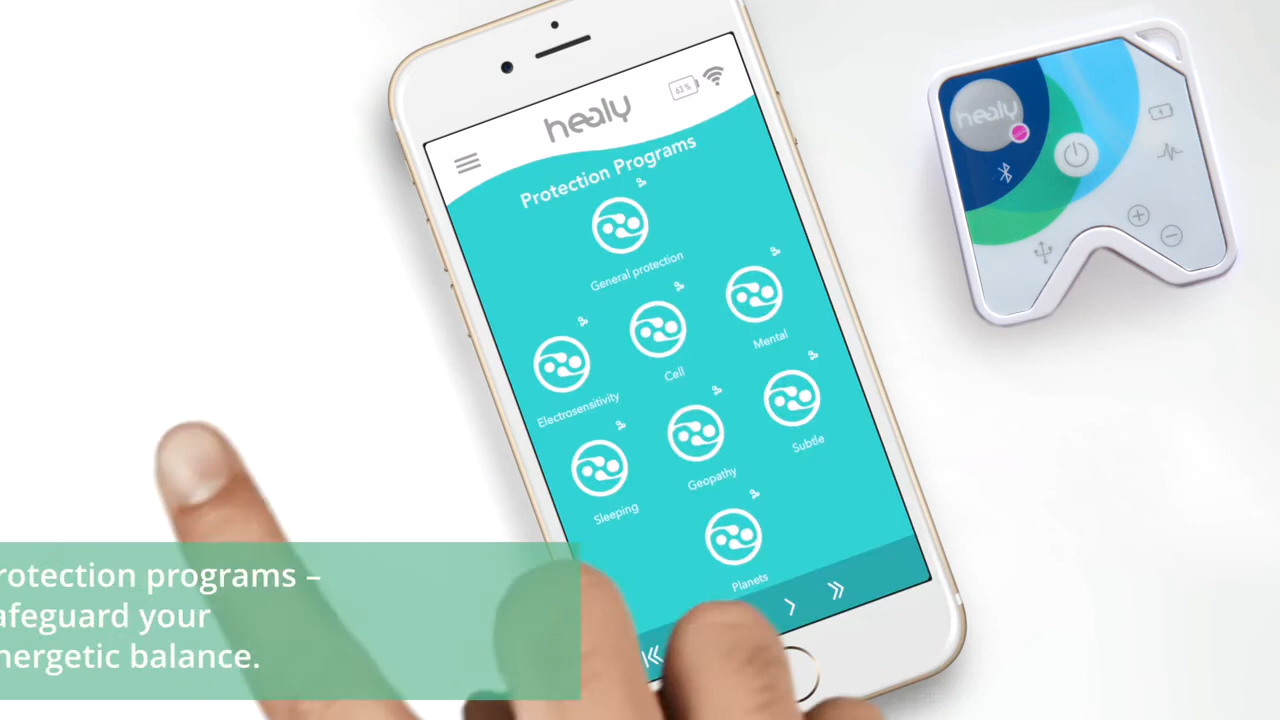 62 %
healy
Protection Programs
General protection
Electrosensitivity
Cell
Mental
Sleeping
Geopathy
Subtle
Planets
healy
rotection programs –
afeguard your
nergetic balance.